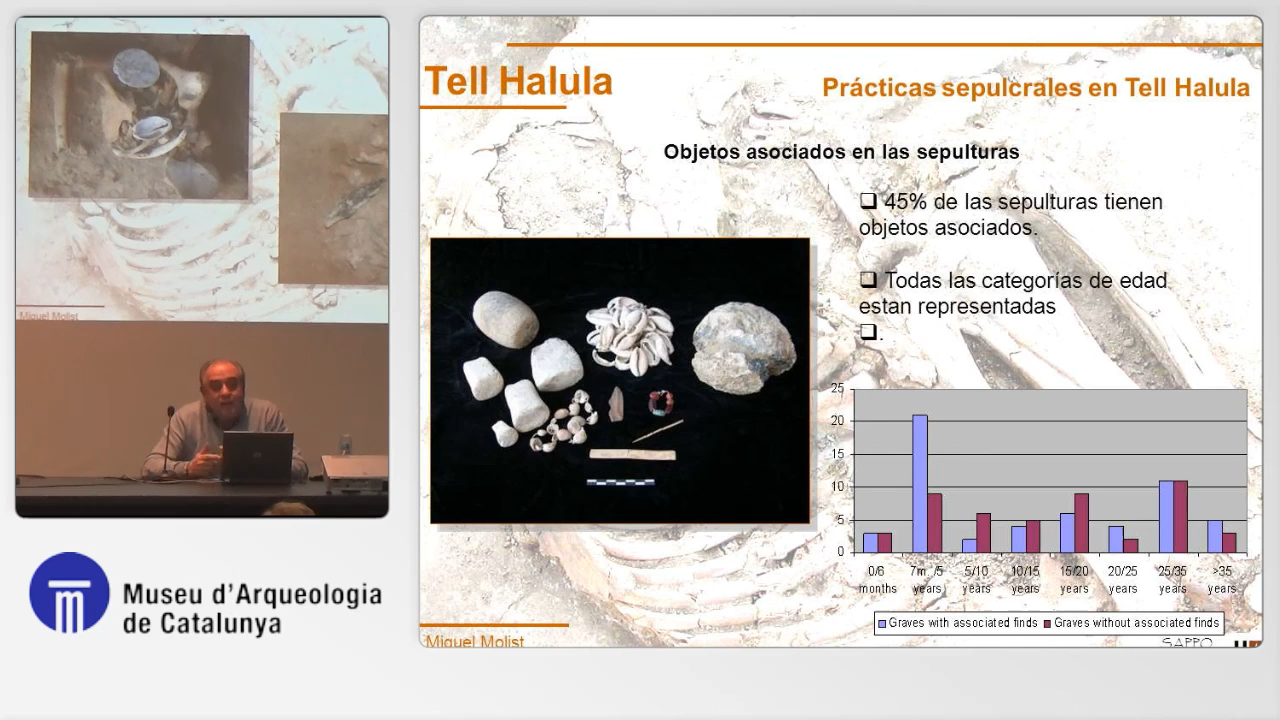 Miquel Molist
Museu d'Arqueologia
de Catalunya
Tell Halula
Prácticas sepulcrales en Tell Halula
Objetos asociados en las sepulturas
45% de las sepulturas tienen
objetos asociados.
Todas las categorías de edad
estan representadas
.
25
20
15
10
5
0
0/6 7m_/5 5/10 10/15 15/20 20/25 25/35 >35
months years years years years years years years
Graves with associated finds Graves without associated finds
Miquel Molist
SAPPO